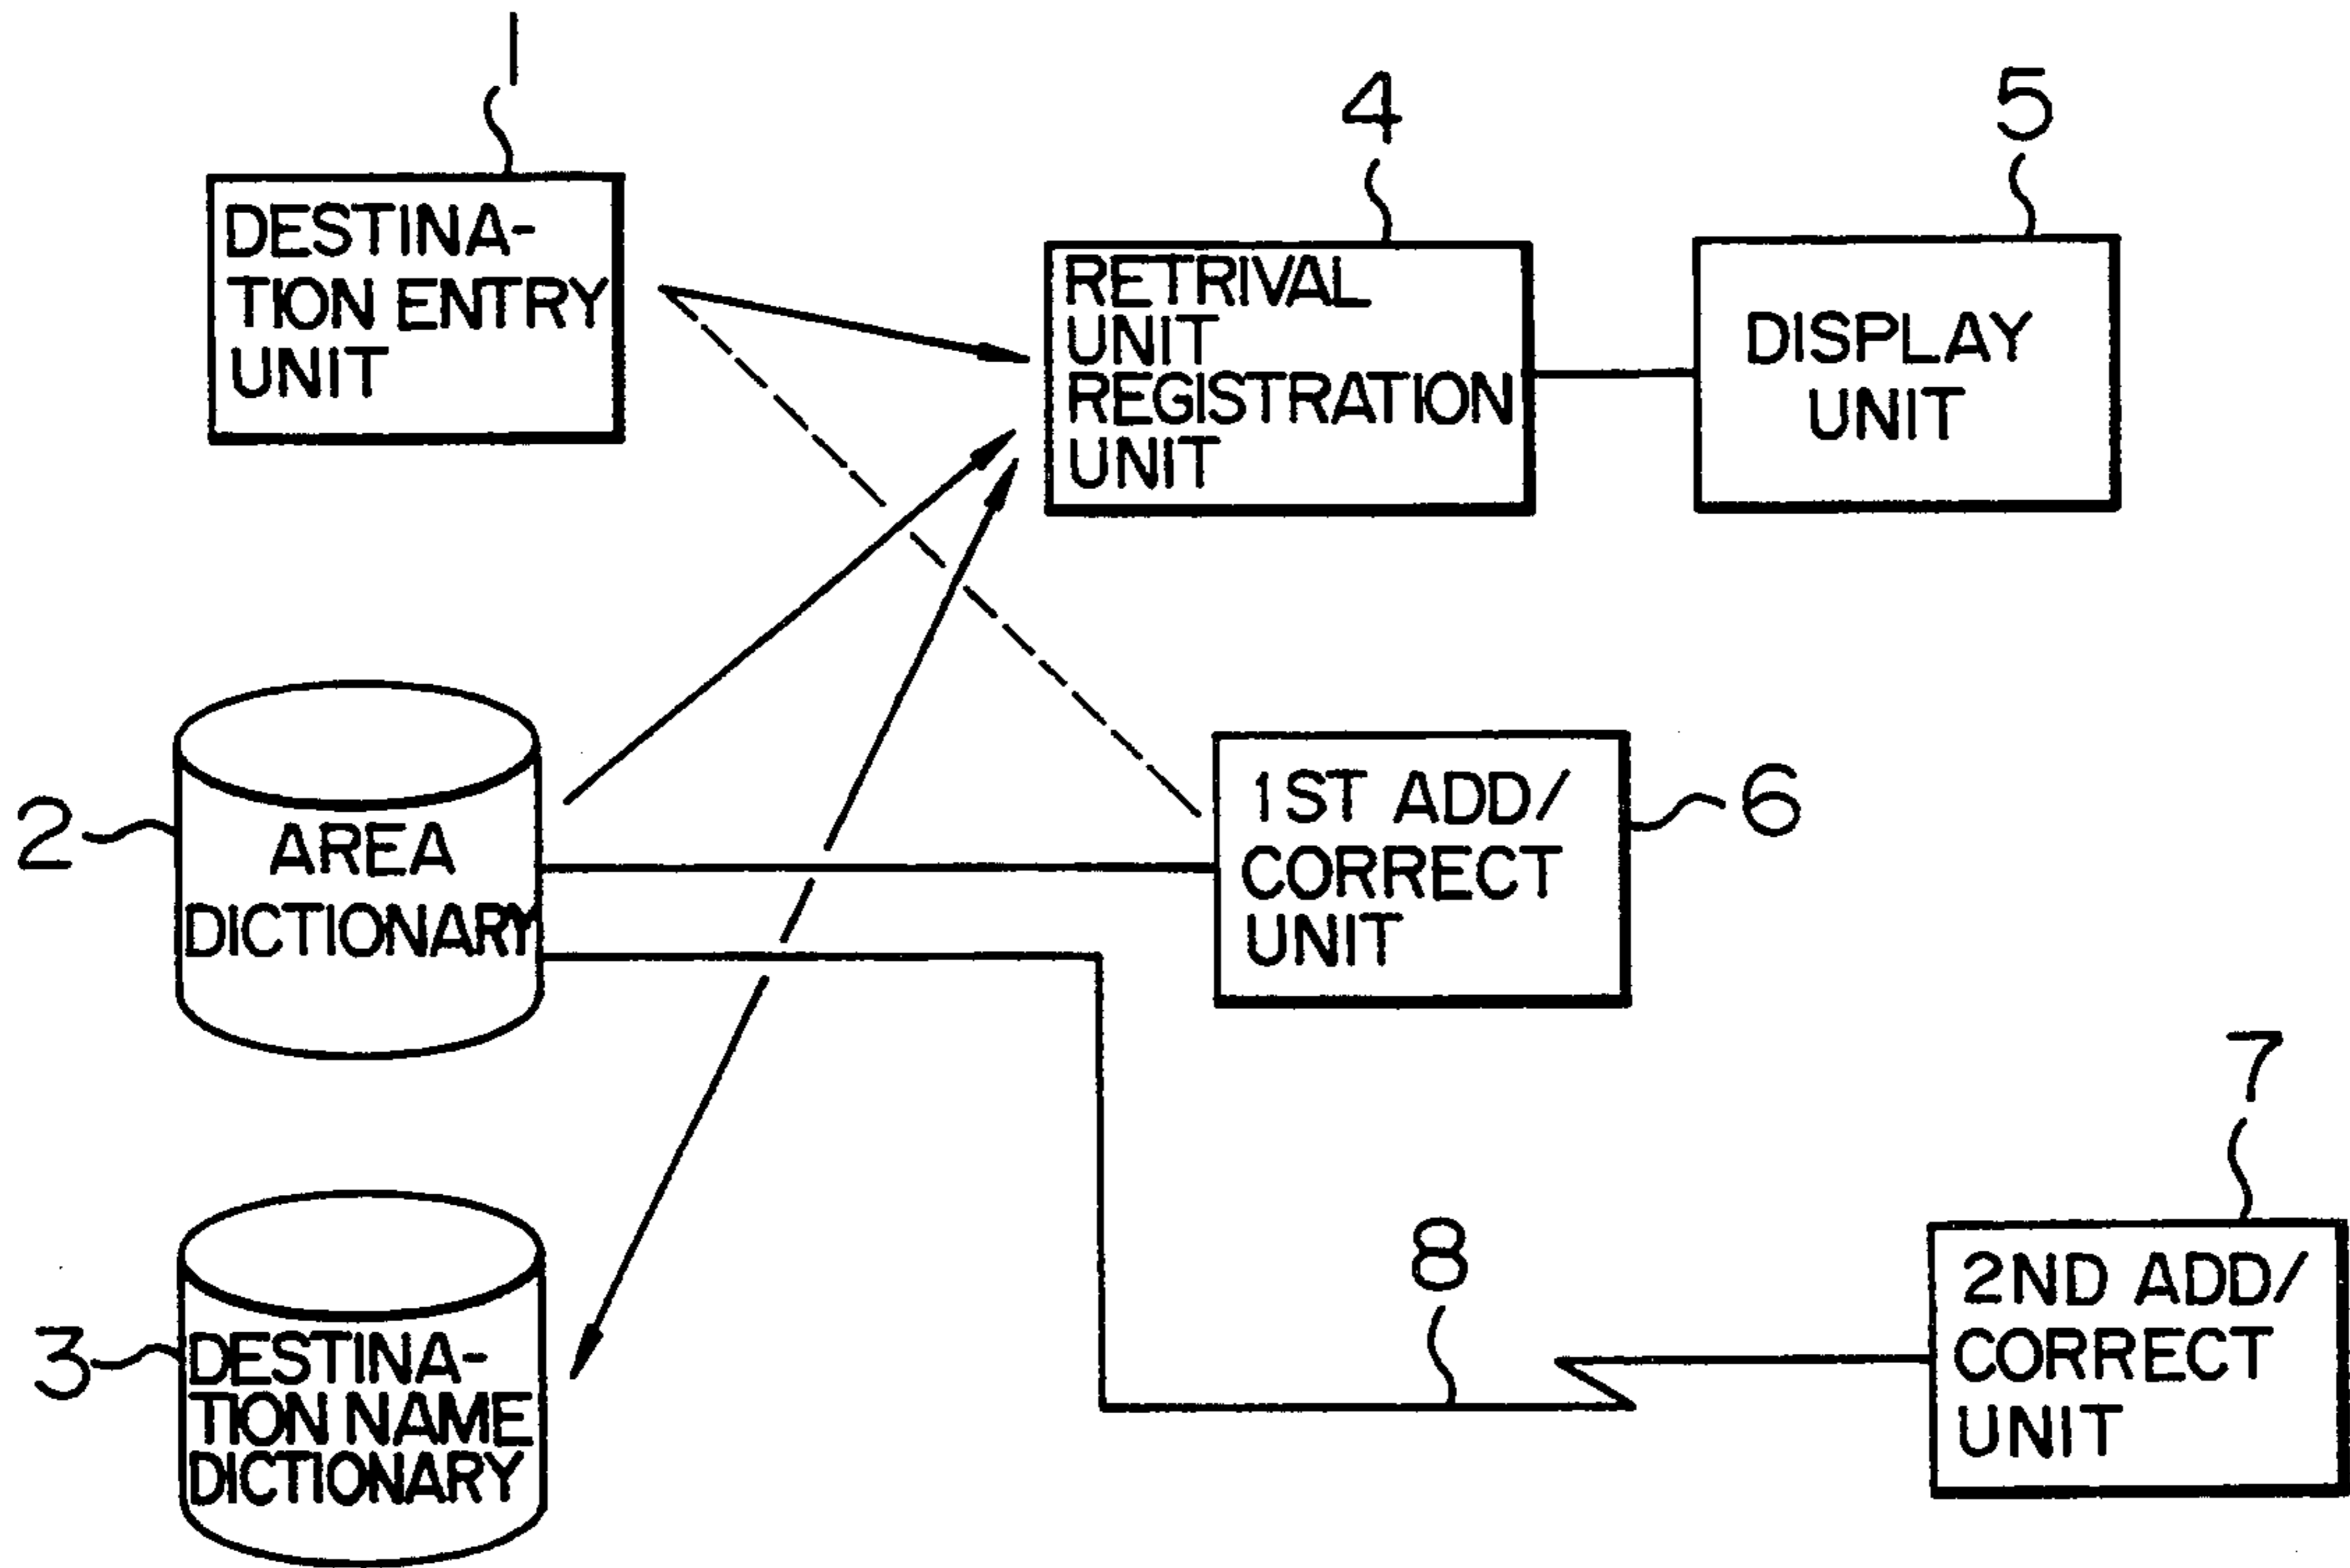 1
DESTINA-
TION ENTRY
UNIT
4
RETRIVAL
UNIT
REGISTRATION
UNIT
5
DISPLAY
UNIT
2
AREA
DICTIONARY
1ST ADD/
CORRECT
UNIT
6
3
DESTINA-
TION NAME
DICTIONARY
8
7
2ND ADD/
CORRECT
UNIT